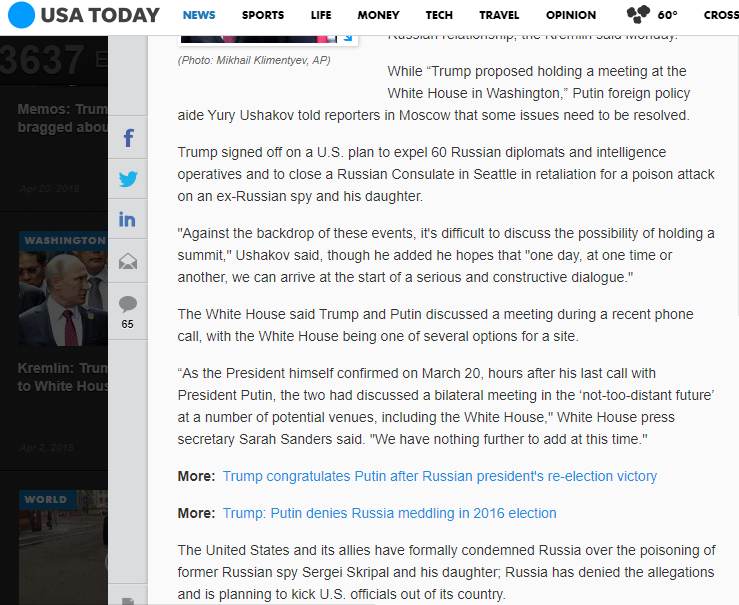 USA TODAY NEWS SPORTS LIFE MONEY TECH TRAVEL OPINION 60° CROSS
3637 E
Memos: Trum
bragged abou
Apr 20, 2018
WASHINGTON
Kremlin: Trum
to White Hous
Apr 2, 2018
WORLD
65
(Photo: Mikhail Klimentyev, AP)
Russian relationship, the Kremlin said Monday.
While “Trump proposed holding a meeting at the
White House in Washington,” Putin foreign policy
aide Yury Ushakov told reporters in Moscow that some issues need to be resolved.
Trump signed off on a U.S. plan to expel 60 Russian diplomats and intelligence
operatives and to close a Russian Consulate in Seattle in retaliation for a poison attack
on an ex-Russian spy and his daughter.
"Against the backdrop of these events, it's difficult to discuss the possibility of holding a
summit," Ushakov said, though he added he hopes that "one day, at one time or
another, we can arrive at the start of a serious and constructive dialogue."
The White House said Trump and Putin discussed a meeting during a recent phone
call, with the White House being one of several options for a site.
“As the President himself confirmed on March 20, hours after his last call with
President Putin, the two had discussed a bilateral meeting in the ‘not-too-distant future’
at a number of potential venues, including the White House," White House press
secretary Sarah Sanders said. "We have nothing further to add at this time."
More: Trump congratulates Putin after Russian president's re-election victory
More: Trump: Putin denies Russia meddling in 2016 election
The United States and its allies have formally condemned Russia over the poisoning of
former Russian spy Sergei Skripal and his daughter; Russia has denied the allegations
and is planning to kick U.S. officials out of its country.